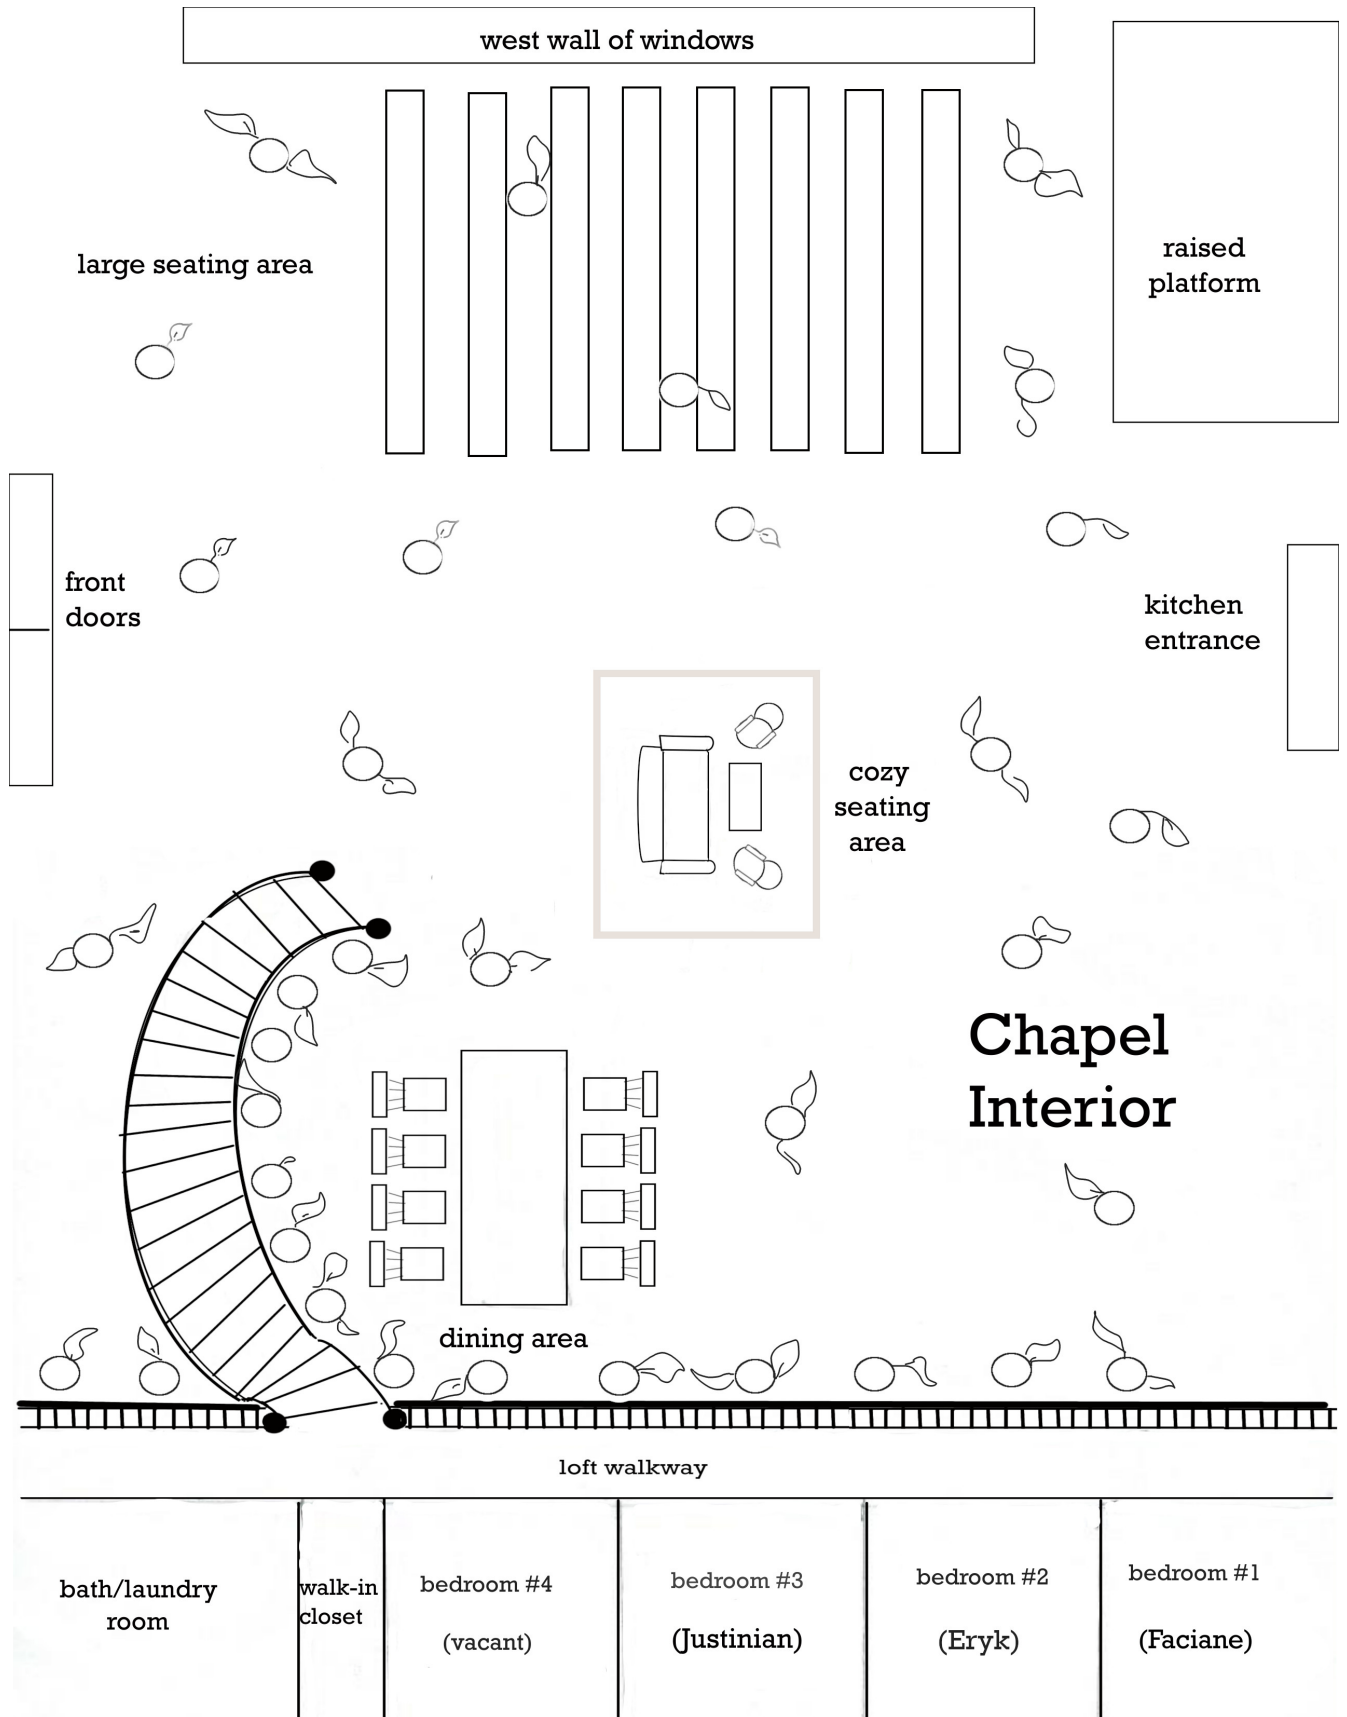 west wall of windows
large seating area
raised
platform
front
doors
kitchen
entrance
cozy
seating
area
Chapel
Interior
dining area
loft walkway
bath/laundry
room
walk-in
closet
bedroom #4
(vacant)
bedroom #3
(Justinian)
bedroom #2
(Eryk)
bedroom #1
(Faciane)